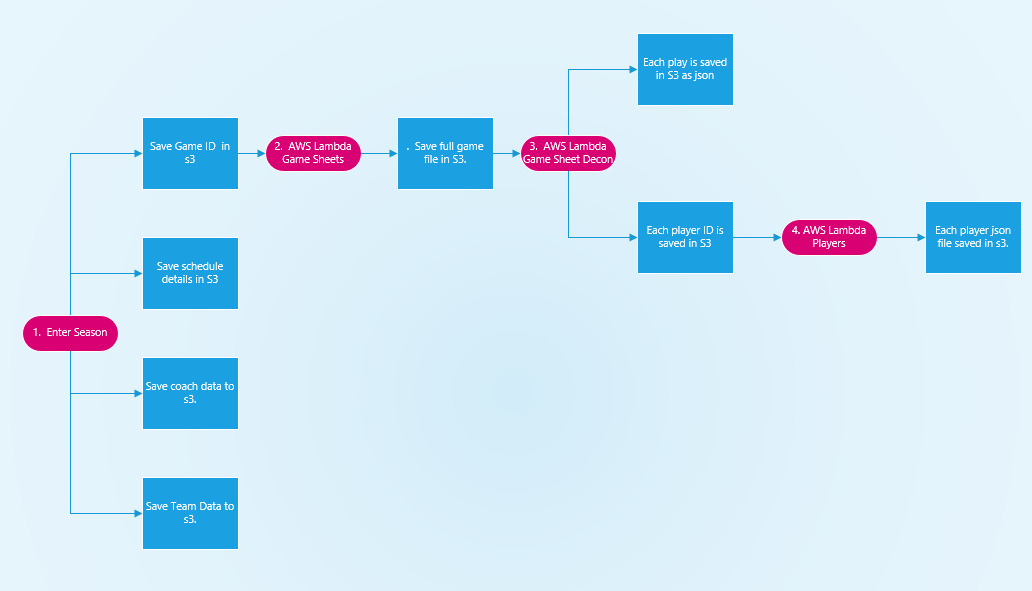 Each play is saved
in S3 as json
Save Game ID  in
s3
2.  AWS Lambda
Game Sheets
.  Save full game
file in S3.
3.  AWS Lambda
Game Sheet Decon
Each player ID is
saved in S3
4. AWS Lambda
Players
Each player json
file saved in s3.
Save schedule
details in S3
1.  Enter Season
Save coach data to
s3.
Save Team Data to
s3.